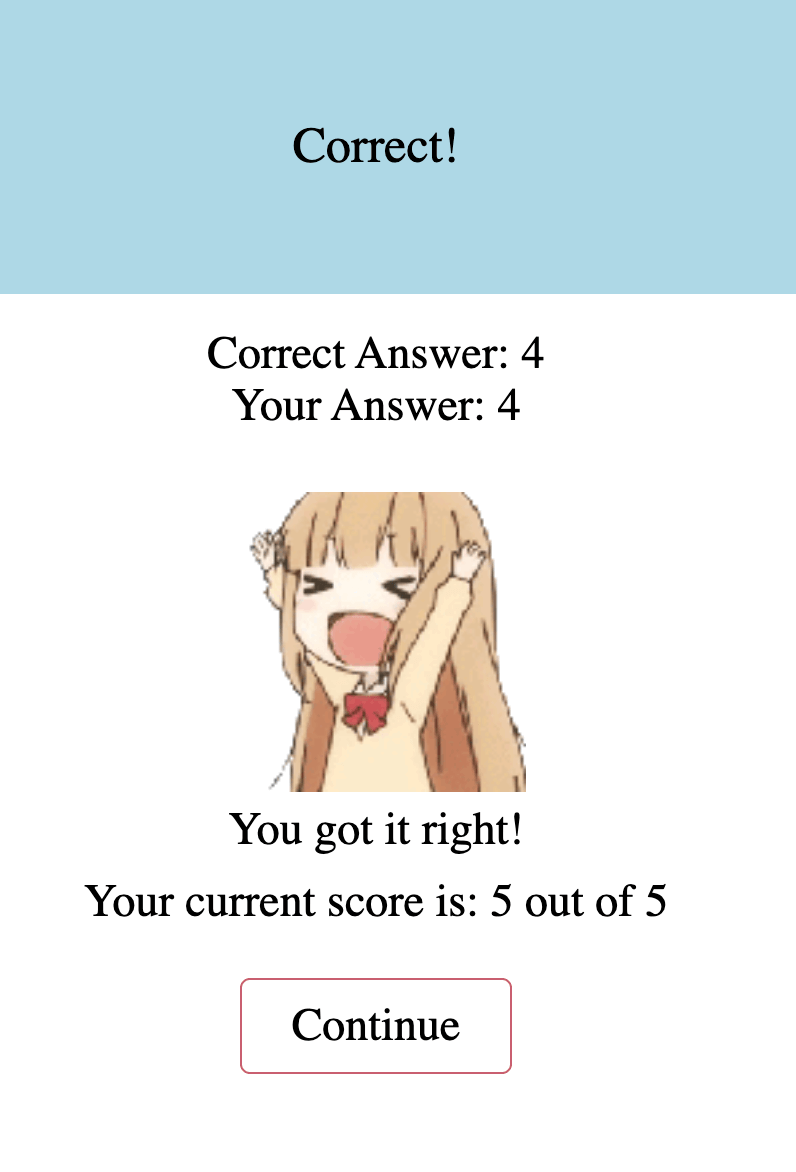 Correct!
Correct Answer: 4
Your Answer: 4
You got it right!
Your current score is: 5 out of 5
Continue